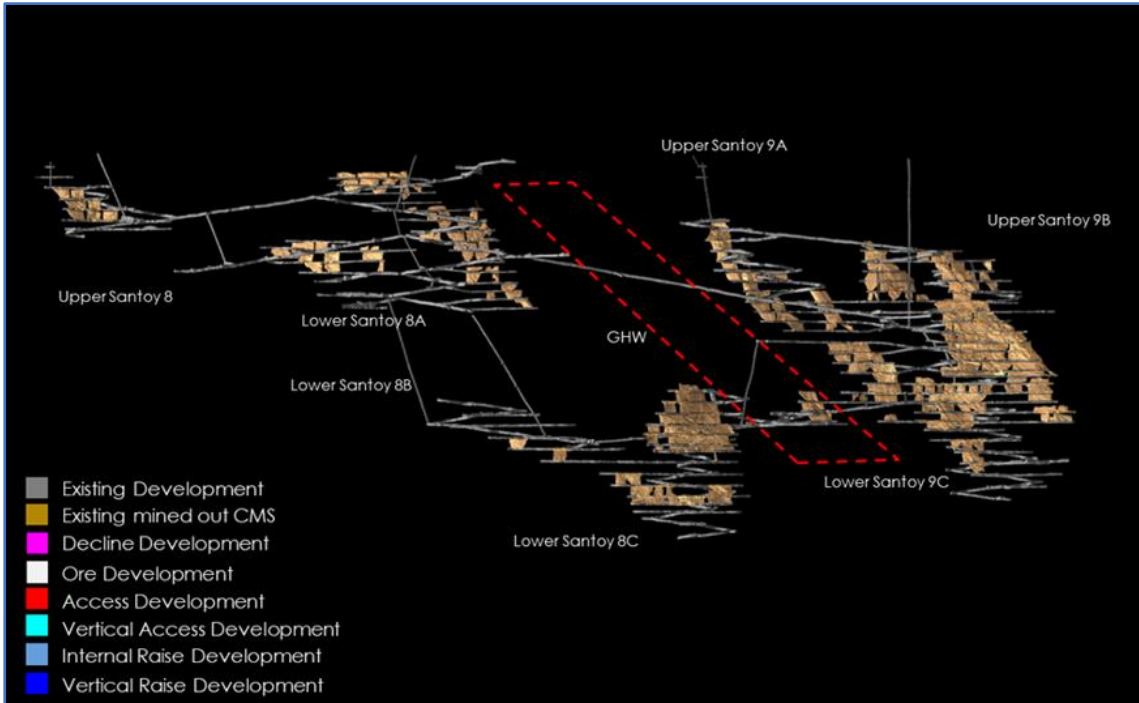 Upper Santoy 9A
Upper Santoy 9B
Upper Santoy 8
Lower Santoy 8A
GHW
Lower Santoy 8B
Lower Santoy 9C
Lower Santoy 8C
Existing Development
Existing mined out CMS
Decline Development
Ore Development
Access Development
Vertical Access Development
Internal Raise Development
Vertical Raise Development